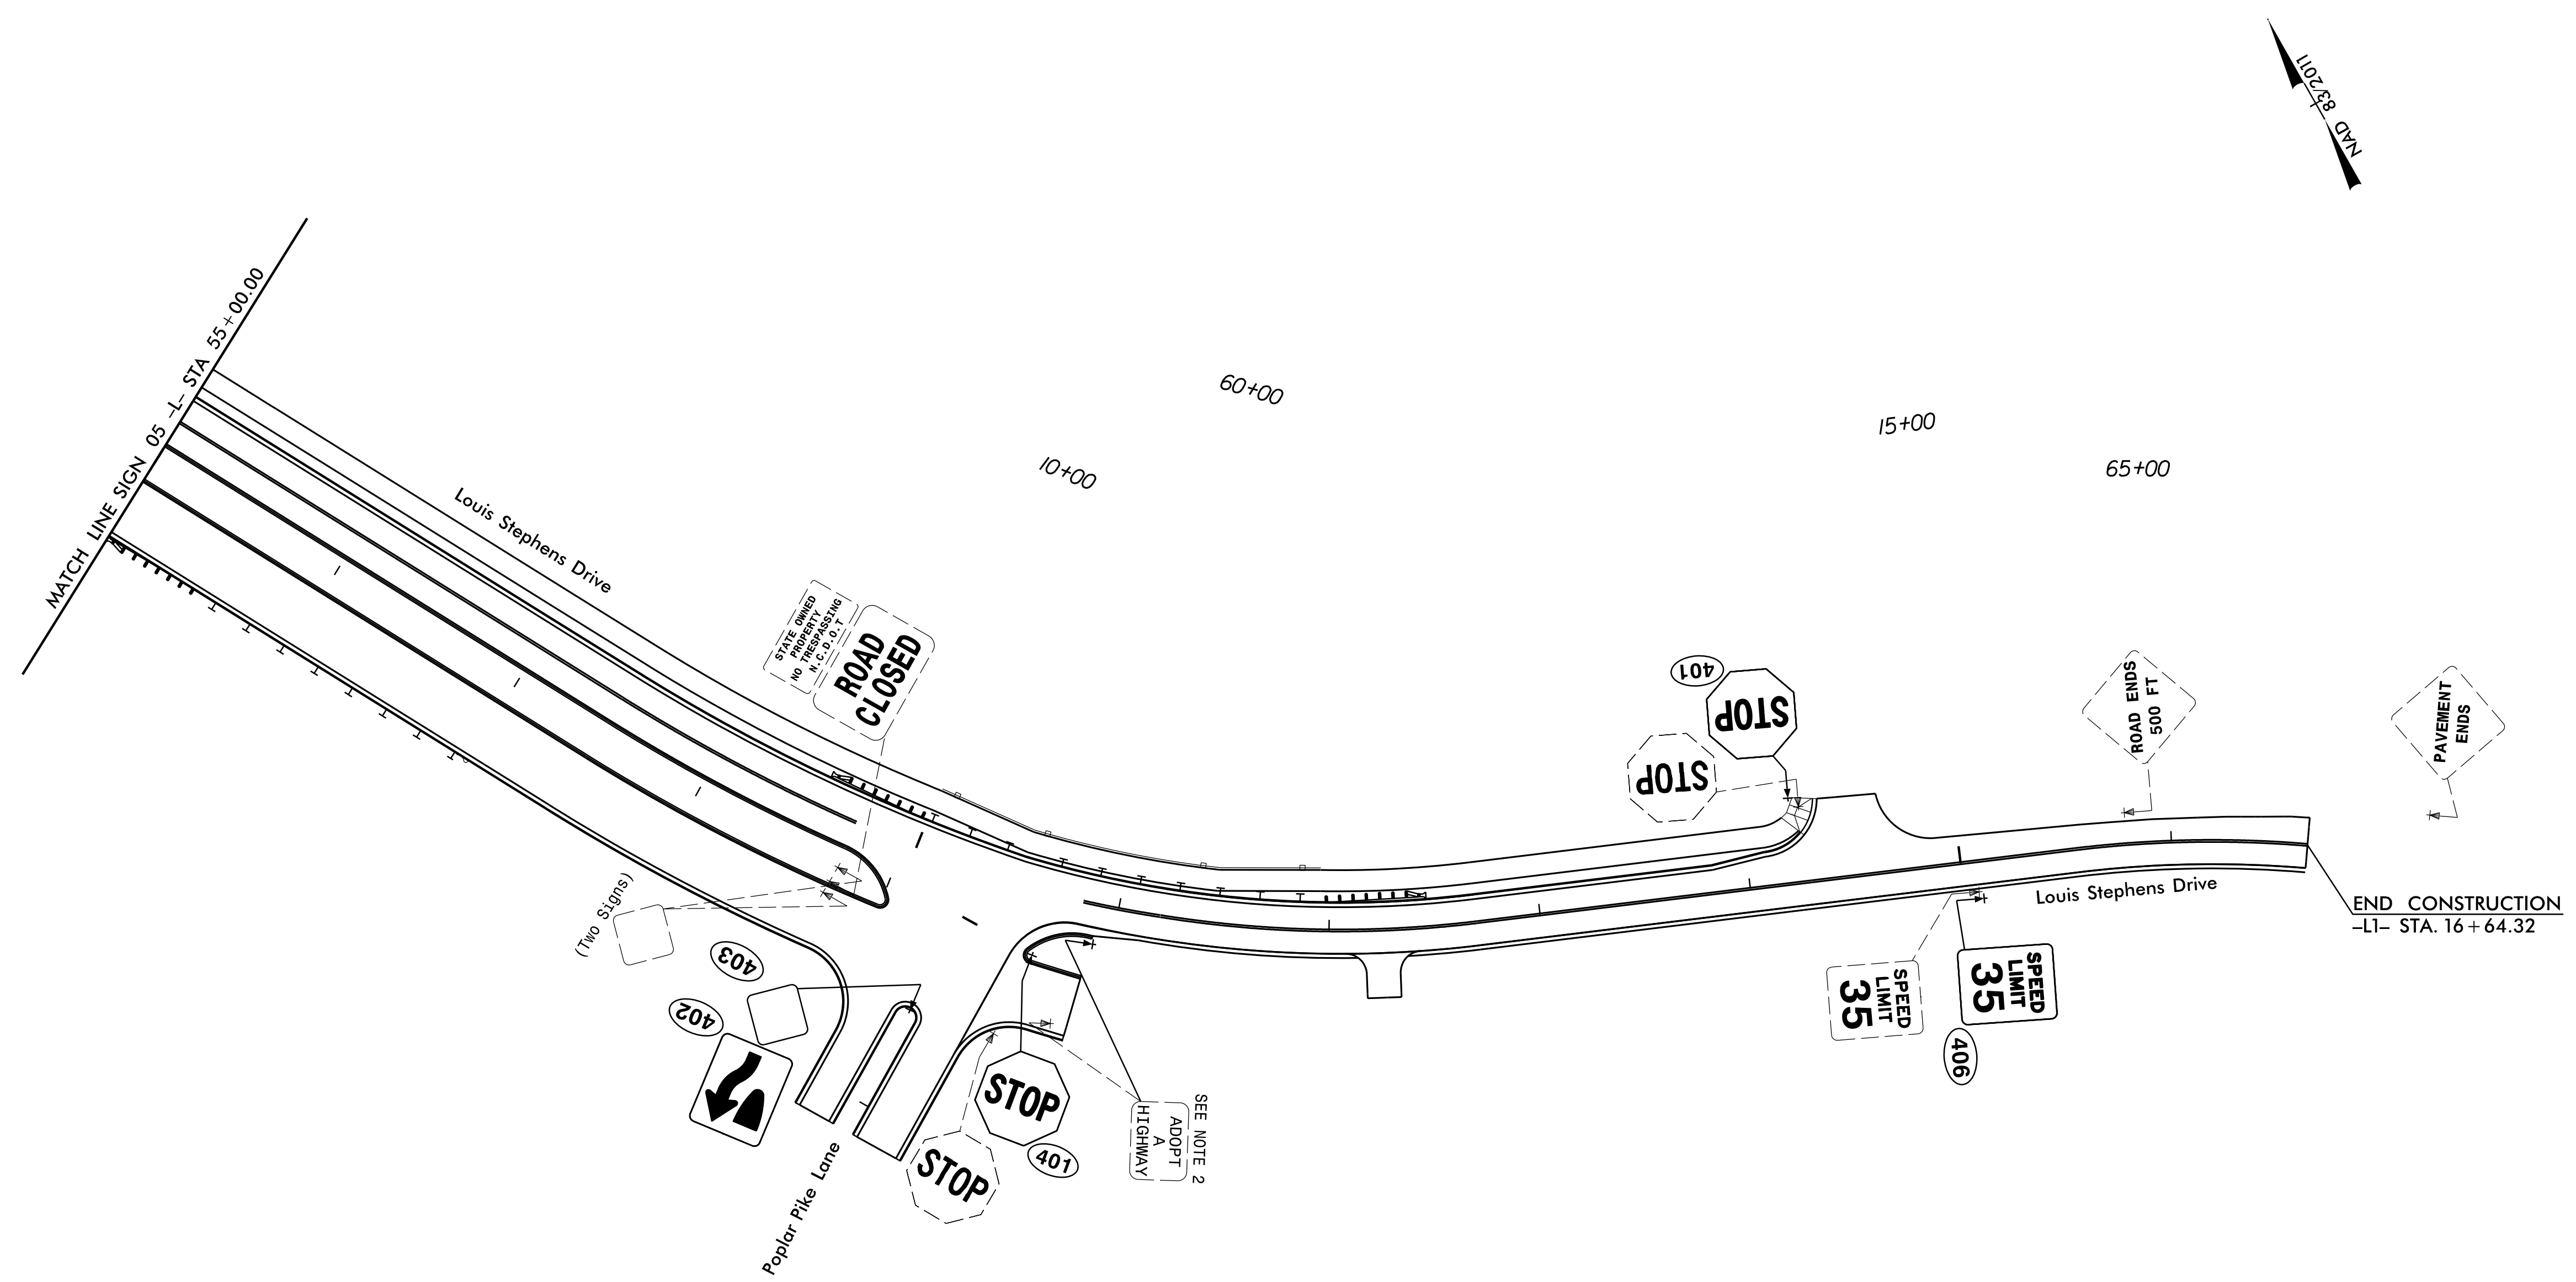 NAD 83/2011
MATCH LINE SIGN 05 -L- STA 55+00.00
60+00
10+00
15+00
65+00
Louis Stephens Drive
STATE OWNED
PROPERTY
NO TRESPASSING
N.C.D.O.T
ROAD
CLOSED
401
STOP
STOP
ROAD ENDS
500 FT
PAVEMENT
ENDS
Louis Stephens Drive
END CONSTRUCTION
-L1- STA. 16+64.32
(Two Signs)
403
402
SPEED
LIMIT
35
SPEED
LIMIT
35
406
STOP
401
STOP
SEE NOTE 2
ADOPT
A
HIGHWAY
Poplar Pike Lane